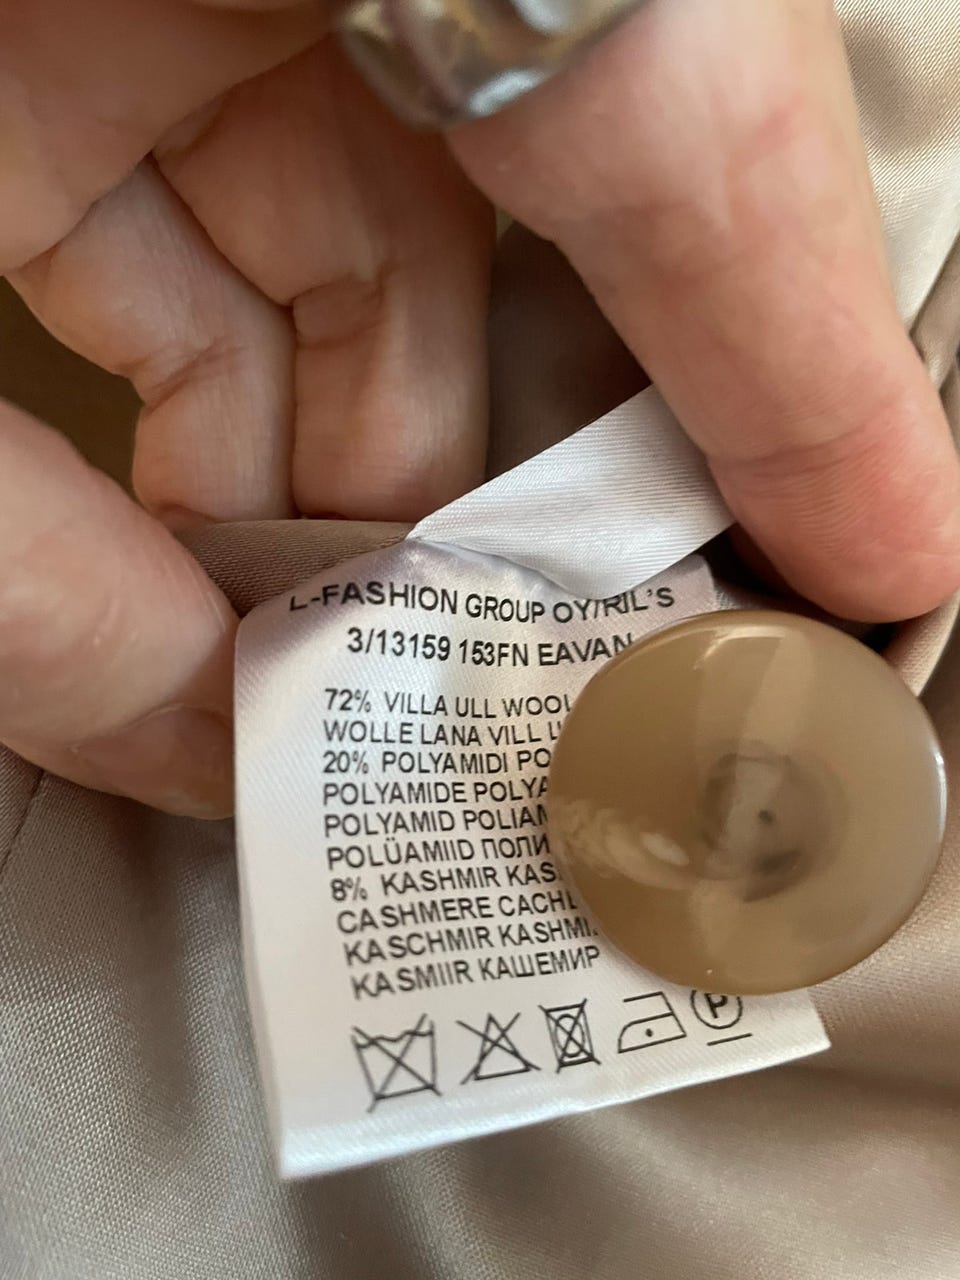 L-FASHION GROUP OY/RIL'S
3/13159 153FN EAVAN
72% VILLA ULL WOOL
WOLLE LANA VILL
20% POLYAMIDI
POLYAMIDE
POLYAMID
POLÜAMIID
8% KASHMIR
CASHMERE
KASCHMIR
KASMIIR КАШЕМИР
P